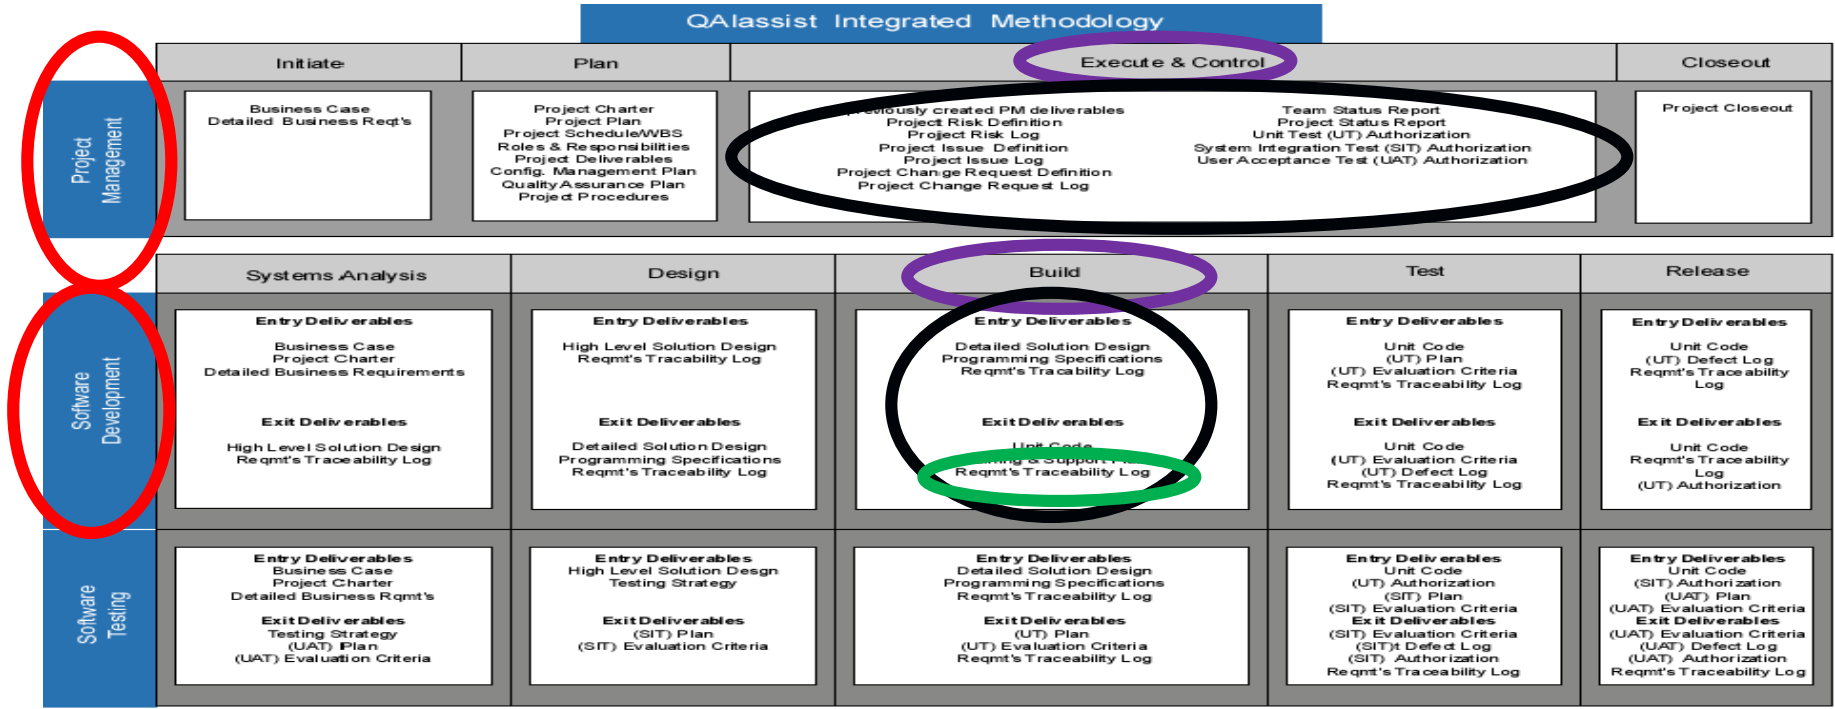 QAIassist Integrated Methodology
Initiate
Plan
Execute & Control
Closeout
Project
Management
Business Case
Detailed Business Reqt's
Project Charter
Project Plan
Project Schedule/WBS
Roles & Responsibilities
Project Deliverables
Config. Management Plan
Quality Assurance Plan
Project Procedures
created PM deliverables
Project Risk Definition
Project Risk Log
Project Issue Definition
Project Issue Log
Project Change Request Definition
Project Change Request Log
Team Status Report
Project Status Report
Unit Test (UT) Authorization
System Integration Test (SIT) Authorization
User Acceptance Test (UAT) Authorization
Project Closeout
Systems Analysis
Design
Build
Test
Release
Software
Development
Entry Deliverables
Business Case
Project Charter
Detailed Business Requirements
Exit Deliverables
High Level Solution Design
Reqmt's Traceability Log
Entry Deliverables
High Level Solution Design
Reqmt's Tracability Log
Exit Deliverables
Detailed Solution Design
Programming Specifications
Reqmt's Traceability Log
Entry Deliverables
Detailed Solution Design
Programming Specifications
Reqmt's Tracability Log
Exit Deliverables
Unit Code
& Support
Reqmt's Traceability Log
Entry Deliverables
Unit Code
(UT) Plan
(UT) Evaluation Criteria
Reqmt's Traceability Log
Exit Deliverables
Unit Code
(UT) Evaluation Criteria
(UT) Defect Log
Reqmt's Traceability Log
Entry Deliverables
Unit Code
(UT) Defect Log
Reqmt's Traceability
Log
Exit Deliverables
Unit Code
Reqmt's Traceability
Log
(UT) Authorization
Software
Testing
Entry Deliverables
Business Case
Project Charter
Detailed Business Rqmt's
Exit Deliverables
Testing Strategy
(UAT) Plan
(UAT) Evaluation Criteria
Entry Deliverables
High Level Solution Desgn
Testing Strategy
Exit Deliverables
(SIT) Plan
(SIT) Evaluation Criteria
Entry Deliverables
Detailed Solution Design
Programming Specifications
Reqmt's Traceability Log
Exit Deliverables
(UT) Plan
(UT) Evaluation Criteria
Reqmt's Traceability Log
Entry Deliverables
Unit Code
(UT) Authorization
(SIT) Plan
(SIT) Evaluation Criteria
Exit Deliverables
(SIT) Evaluation Criteria
(SIT)t Defect Log
(SIT) Authorization
Reqmt's Traceability Log
Entry Deliverables
Unit Code
(SIT) Authorization
(UAT) Plan
(UAT) Evaluation Criteria
Exit Deliverables
(UAT) Evaluation Criteria
(UAT) Defect Log
(UAT) Authorization
Reqmt's Traceability Log